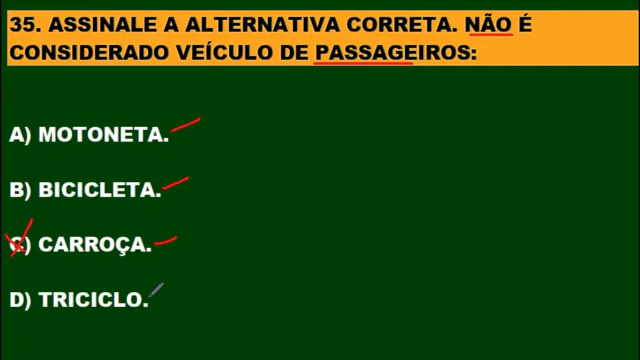 35. ASSINALE A ALTERNATIVA CORRETA. NÃO É
CONSIDERADO VEÍCULO DE PASSAGEIROS:
A) MOTONETA.
B) BICICLETA.
C) CARROÇA.
D) TRICICLO.